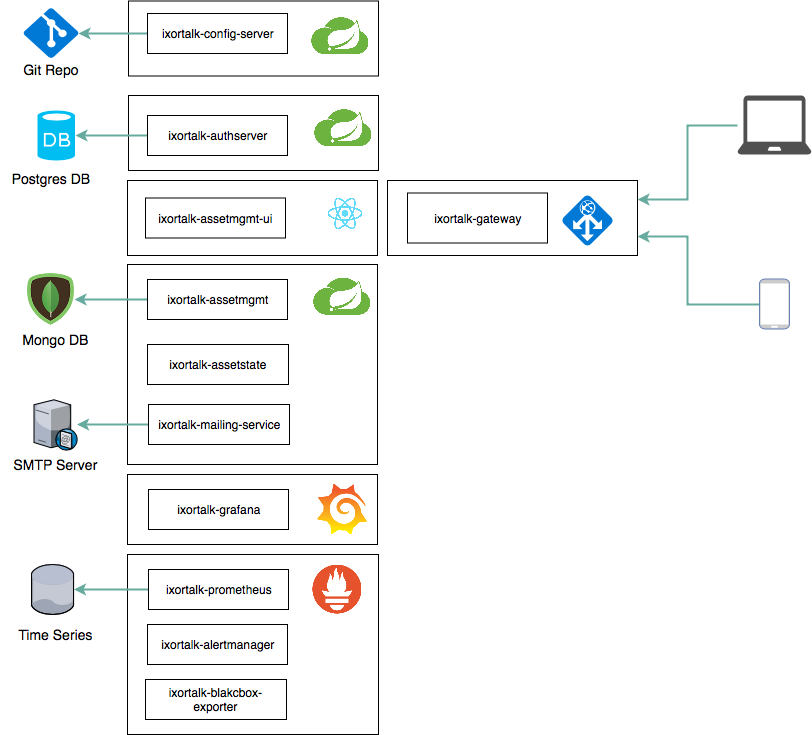 ixortalk-config-server
Git Repo
DB
ixortalk-authserver
Postgres DB
ixortalk-assetmgmt-ui
ixortalk-gateway
ixortalk-assetmgmt
Mongo DB
ixortalk-assetstate
ixortalk-mailing-service
@
SMTP Server
ixortalk-grafana
ixortalk-prometheus
Time Series
ixortalk-alertmanager
ixortalk-blakcbox-
exporter